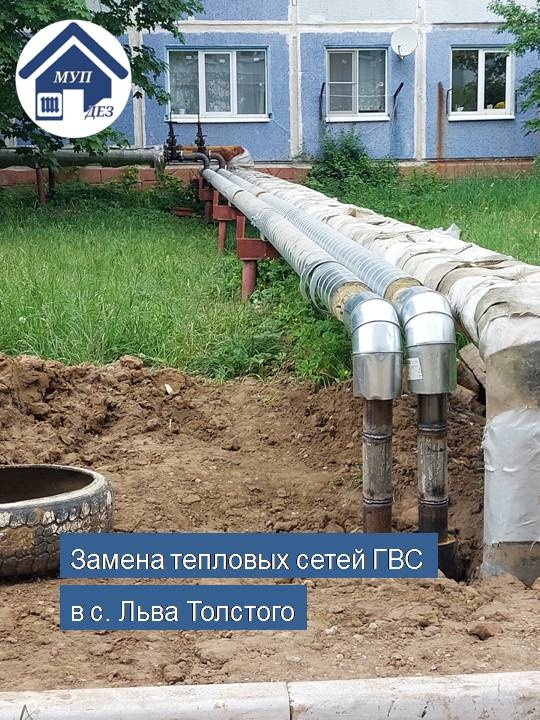 МУП
ДЕЗ
Замена тепловых сетей ГВС
в с. Льва Толстого